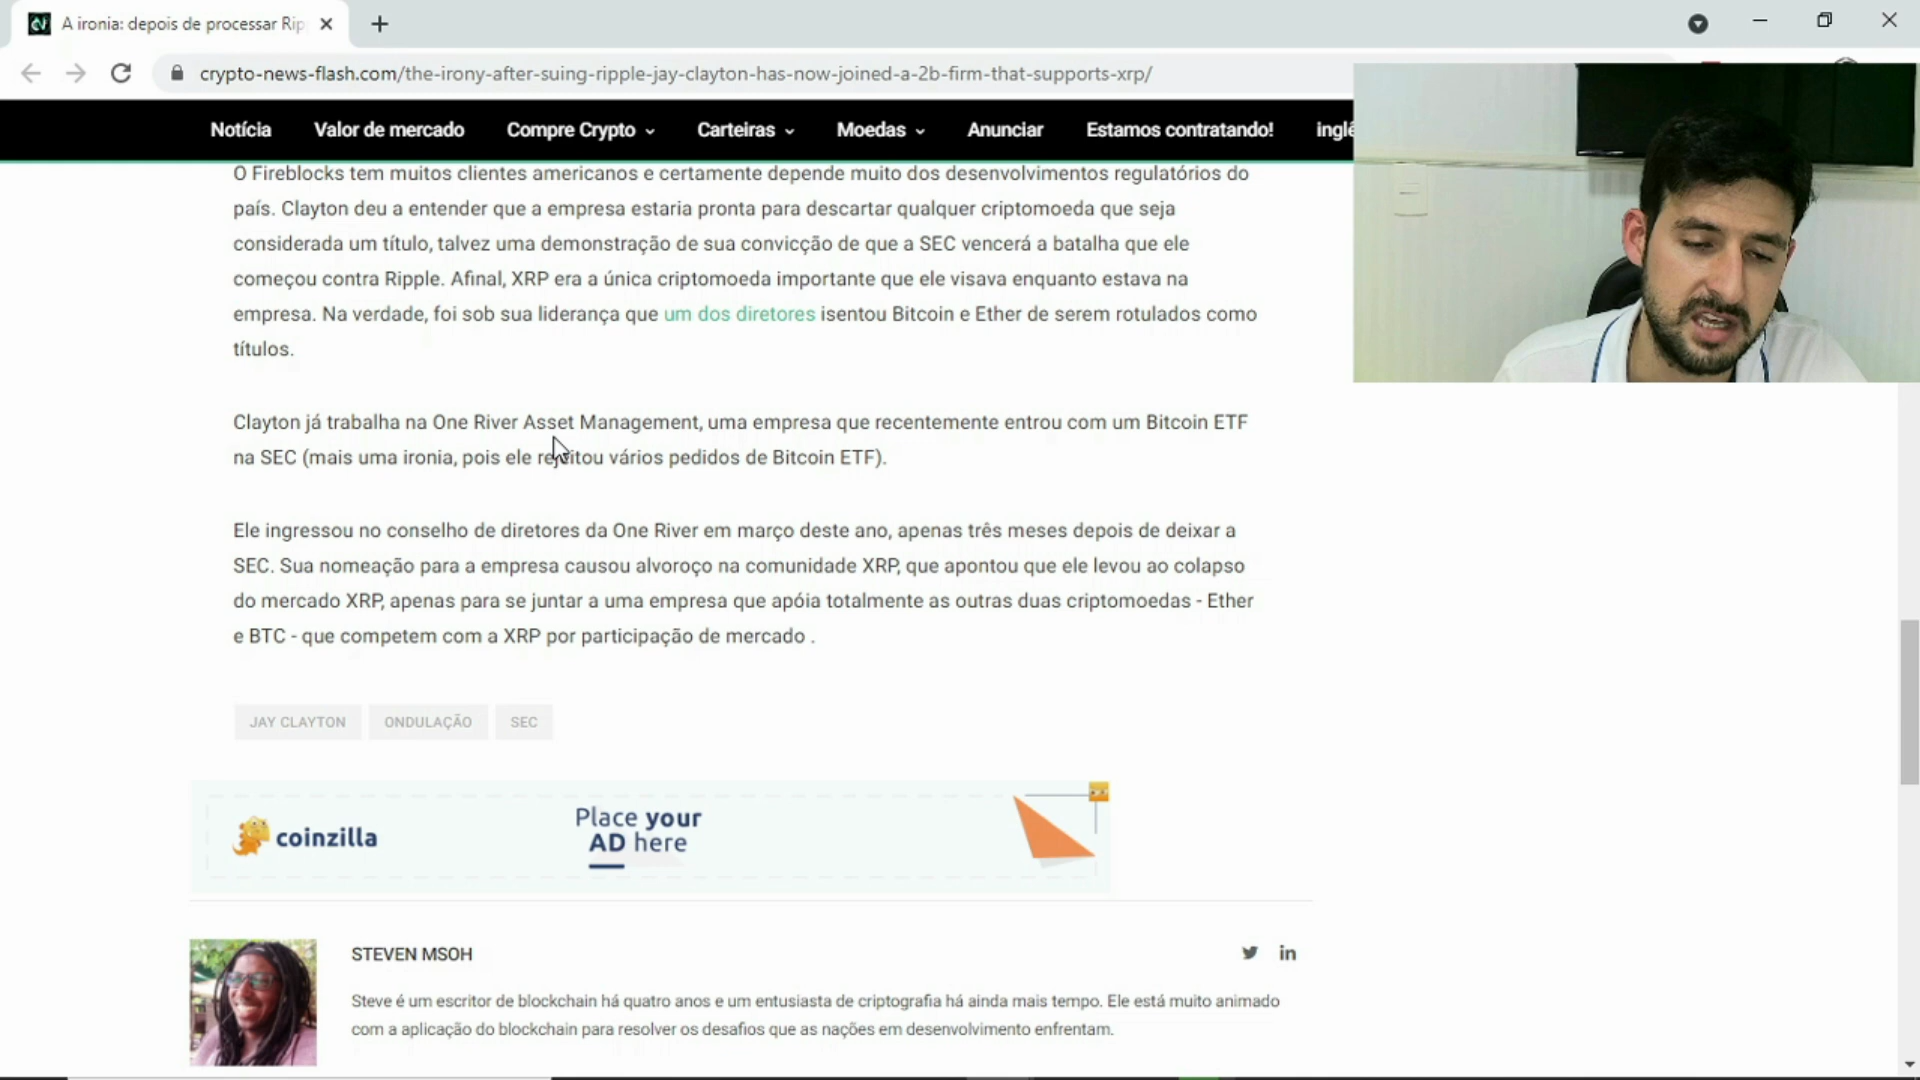 A ironia: depois de processar Rip
crypto-news-flash.com/the-irony-after-suing-ripple-jay-clayton-has-now-joined-a-2b-firm-that-supports-xrp/
Notícia Valor de mercado Compre Crypto Carteiras Moedas Anunciar Estamos contratando! inglê
O Fireblocks tem muitos clientes americanos e certamente depende muito dos desenvolvimentos regulatórios do
país. Clayton deu a entender que a empresa estaria pronta para descartar qualquer criptomoeda que seja
considerada um título, talvez uma demonstração de sua convicção de que a SEC vencerá a batalha que ele
começou contra Ripple. Afinal, XRP era a única criptomoeda importante que ele visava enquanto estava na
empresa. Na verdade, foi sob sua liderança que um dos diretores isentou Bitcoin e Ether de serem rotulados como
títulos.
Clayton já trabalha na One River Asset Management, uma empresa que recentemente entrou com um Bitcoin ETF
na SEC (mais uma ironia, pois ele rejeitou vários pedidos de Bitcoin ETF).
Ele ingressou no conselho de diretores da One River em março deste ano, apenas três meses depois de deixar a
SEC. Sua nomeação para a empresa causou alvoroço na comunidade XRP, que apontou que ele levou ao colapso
do mercado XRP, apenas para se juntar a uma empresa que apóia totalmente as outras duas criptomoedas - Ether
e BTC - que competem com a XRP por participação de mercado .
JAY CLAYTON ONDULAÇÃO SEC
coinzilla
Place your
AD here
STEVEN MSOH
Steve é um escritor de blockchain há quatro anos e um entusiasta de criptografia há ainda mais tempo. Ele está muito animado
com a aplicação do blockchain para resolver os desafios que as nações em desenvolvimento enfrentam.